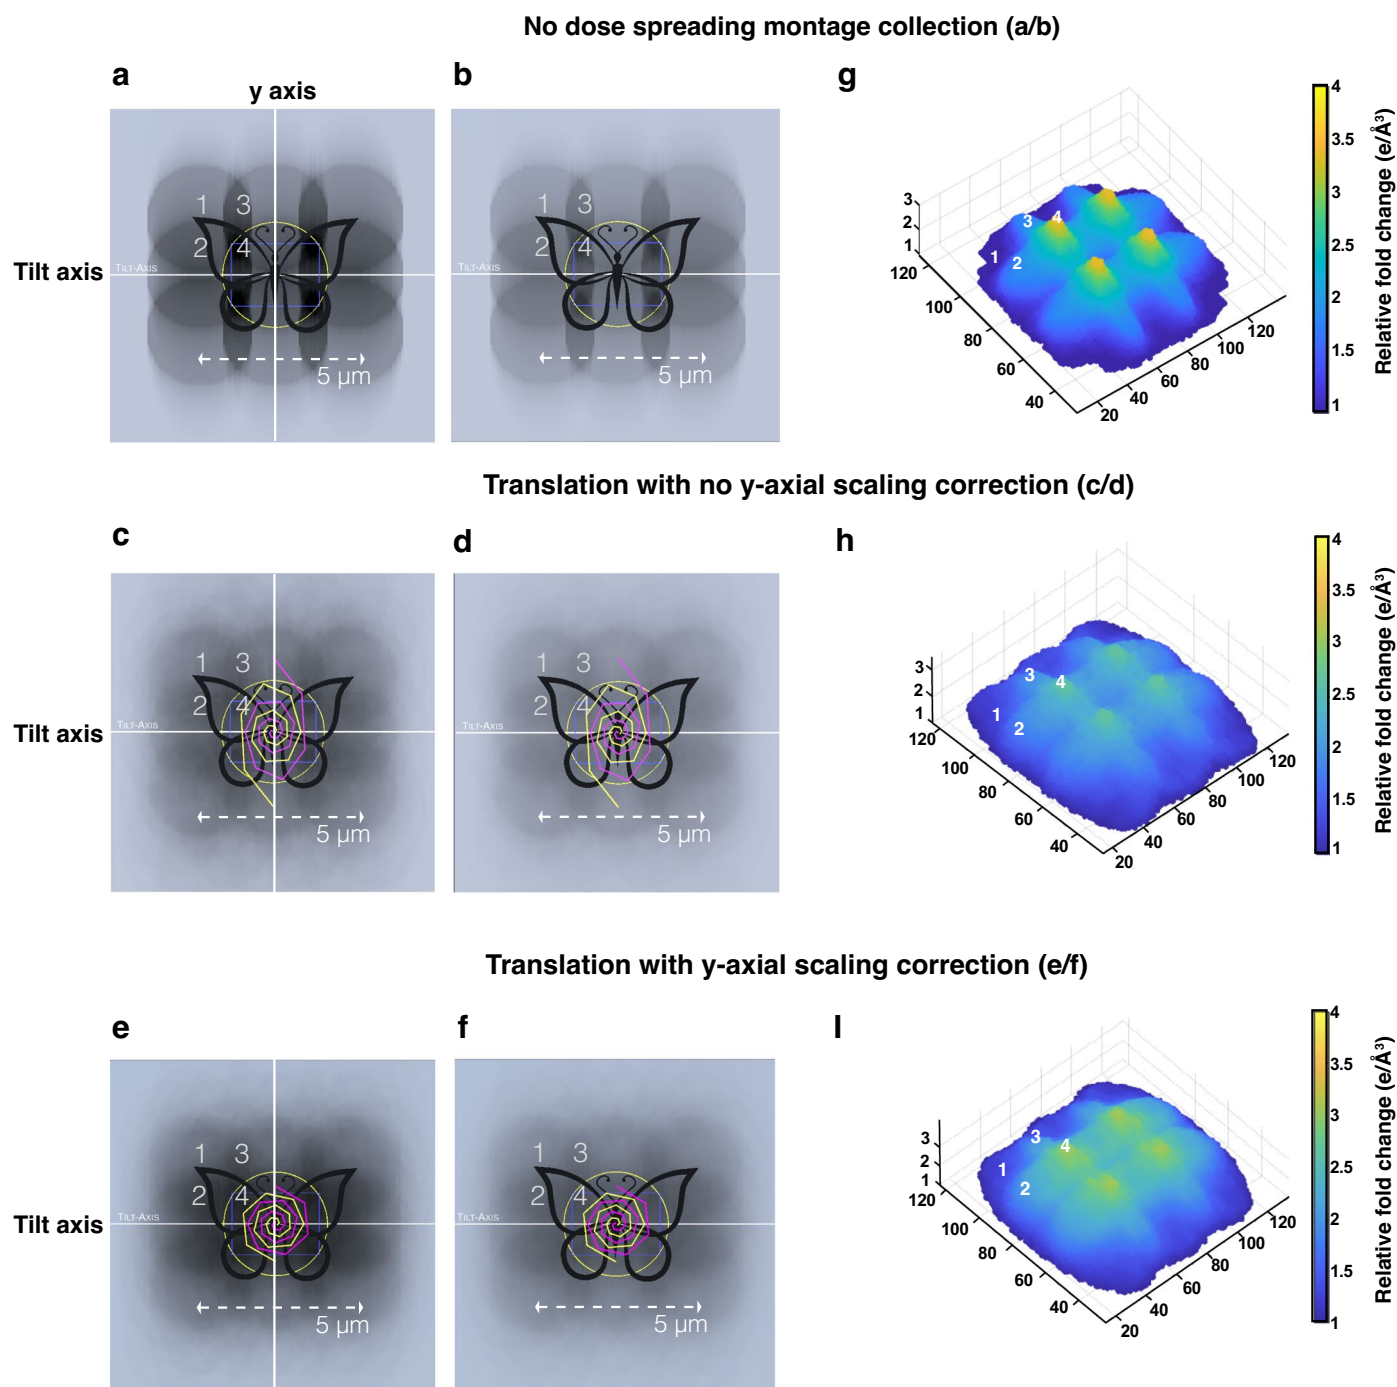 No dose spreading montage collection (a/b)
a
b
g
y axis
Tilt axis
TILT-AXIS
1 3
2 4
5 µm
TILT-AXIS
1 3
2 4
5 µm
3
2
1
120
100
80
60
40
20
40
60
80
100
120
1
2
3
4
4
3.5
3
2.5
2
1.5
1
Relative fold change (e/Å³)
Translation with no y-axial scaling correction (c/d)
c
d
h
Tilt axis
TILT-AXIS
1 3
2 4
5 µm
TILT-AXIS
1 3
2 4
5 µm
3
2
1
120
100
80
60
40
20
40
60
80
100
120
1
2
3
4
4
3.5
3
2.5
2
1.5
1
Relative fold change (e/Å³)
Translation with y-axial scaling correction (e/f)
e
f
I
Tilt axis
TILT-AXIS
1 3
2 4
5 µm
TILT-AXIS
1 3
2 4
5 µm
3
2
1
120
100
80
60
40
20
40
60
80
100
120
1
2
3
4
4
3.5
3
2.5
2
1.5
1
Relative fold change (e/Å³)